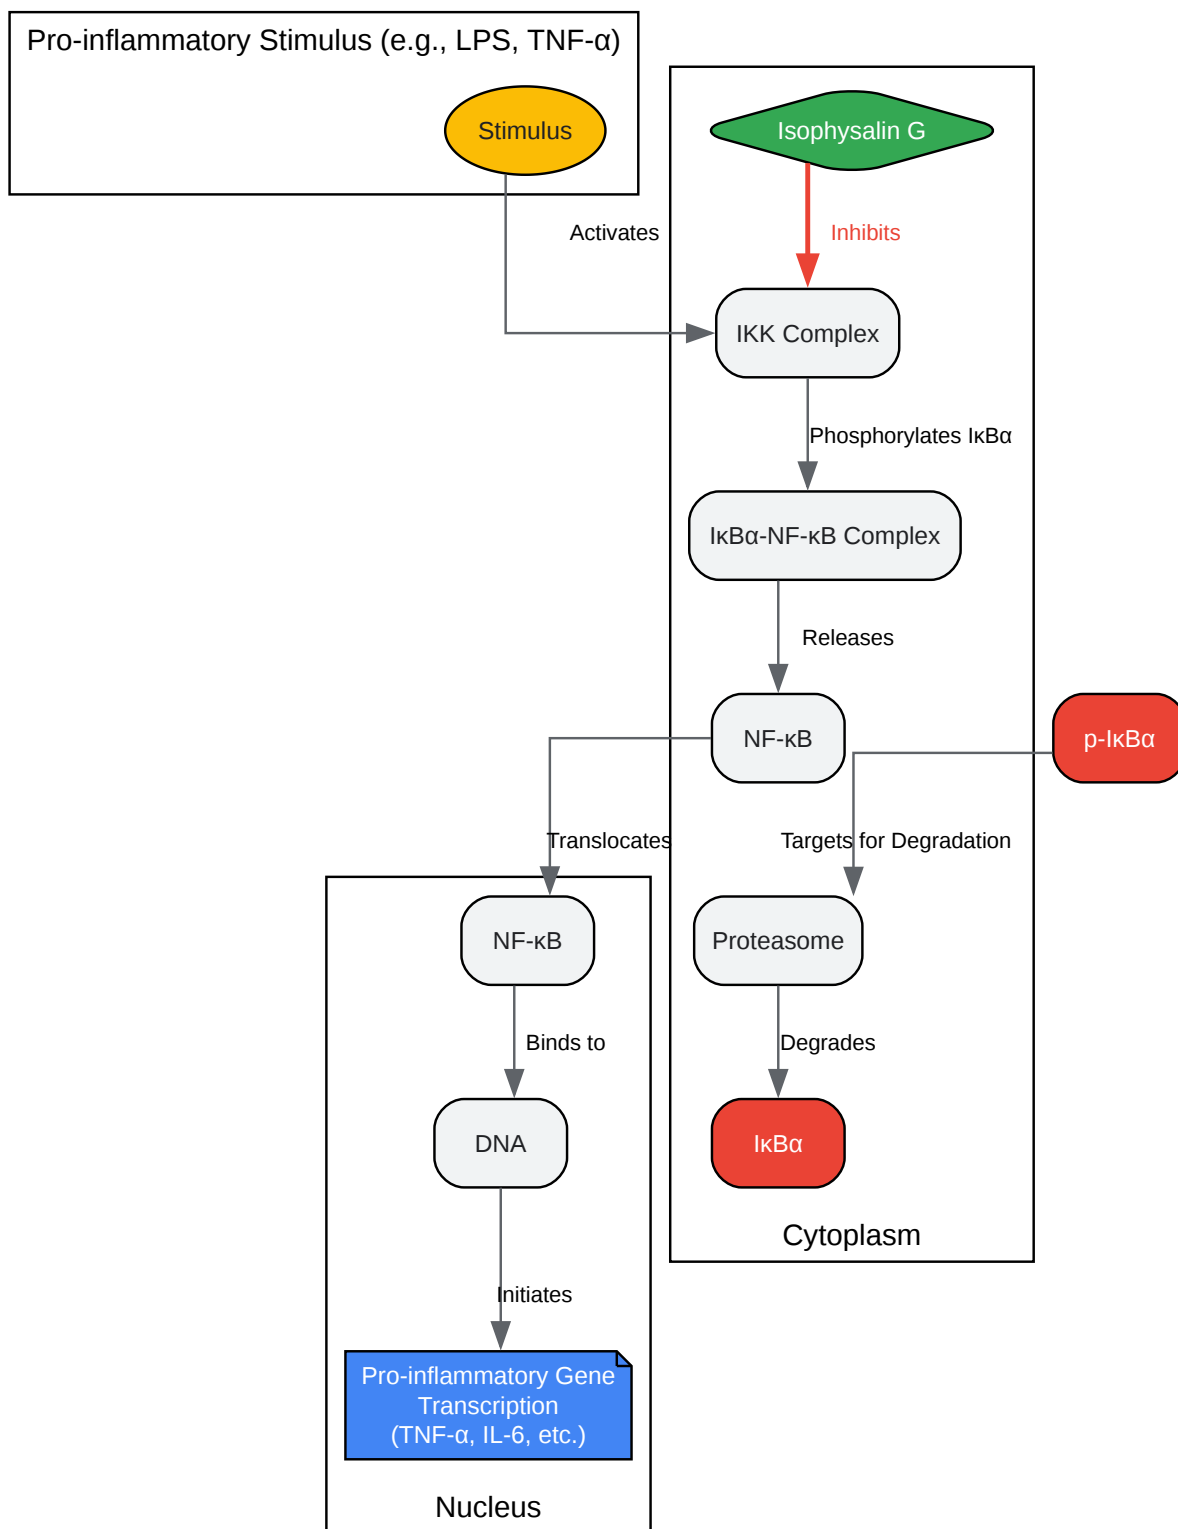 Pro-inflammatory Stimulus (e.g., LPS, TNF-α)
Stimulus
Isophysalin G
Activates
Inhibits
IKK Complex
Phosphorylates IκBα
IκBα-NF-κB Complex
Releases
NF-κB
p-IκBα
Translocates
Targets for Degradation
NF-κB
Proteasome
Binds to
Degrades
DNA
IκBα
Cytoplasm
Initiates
Pro-inflammatory Gene
Transcription
(TNF-α, IL-6, etc.)
Nucleus